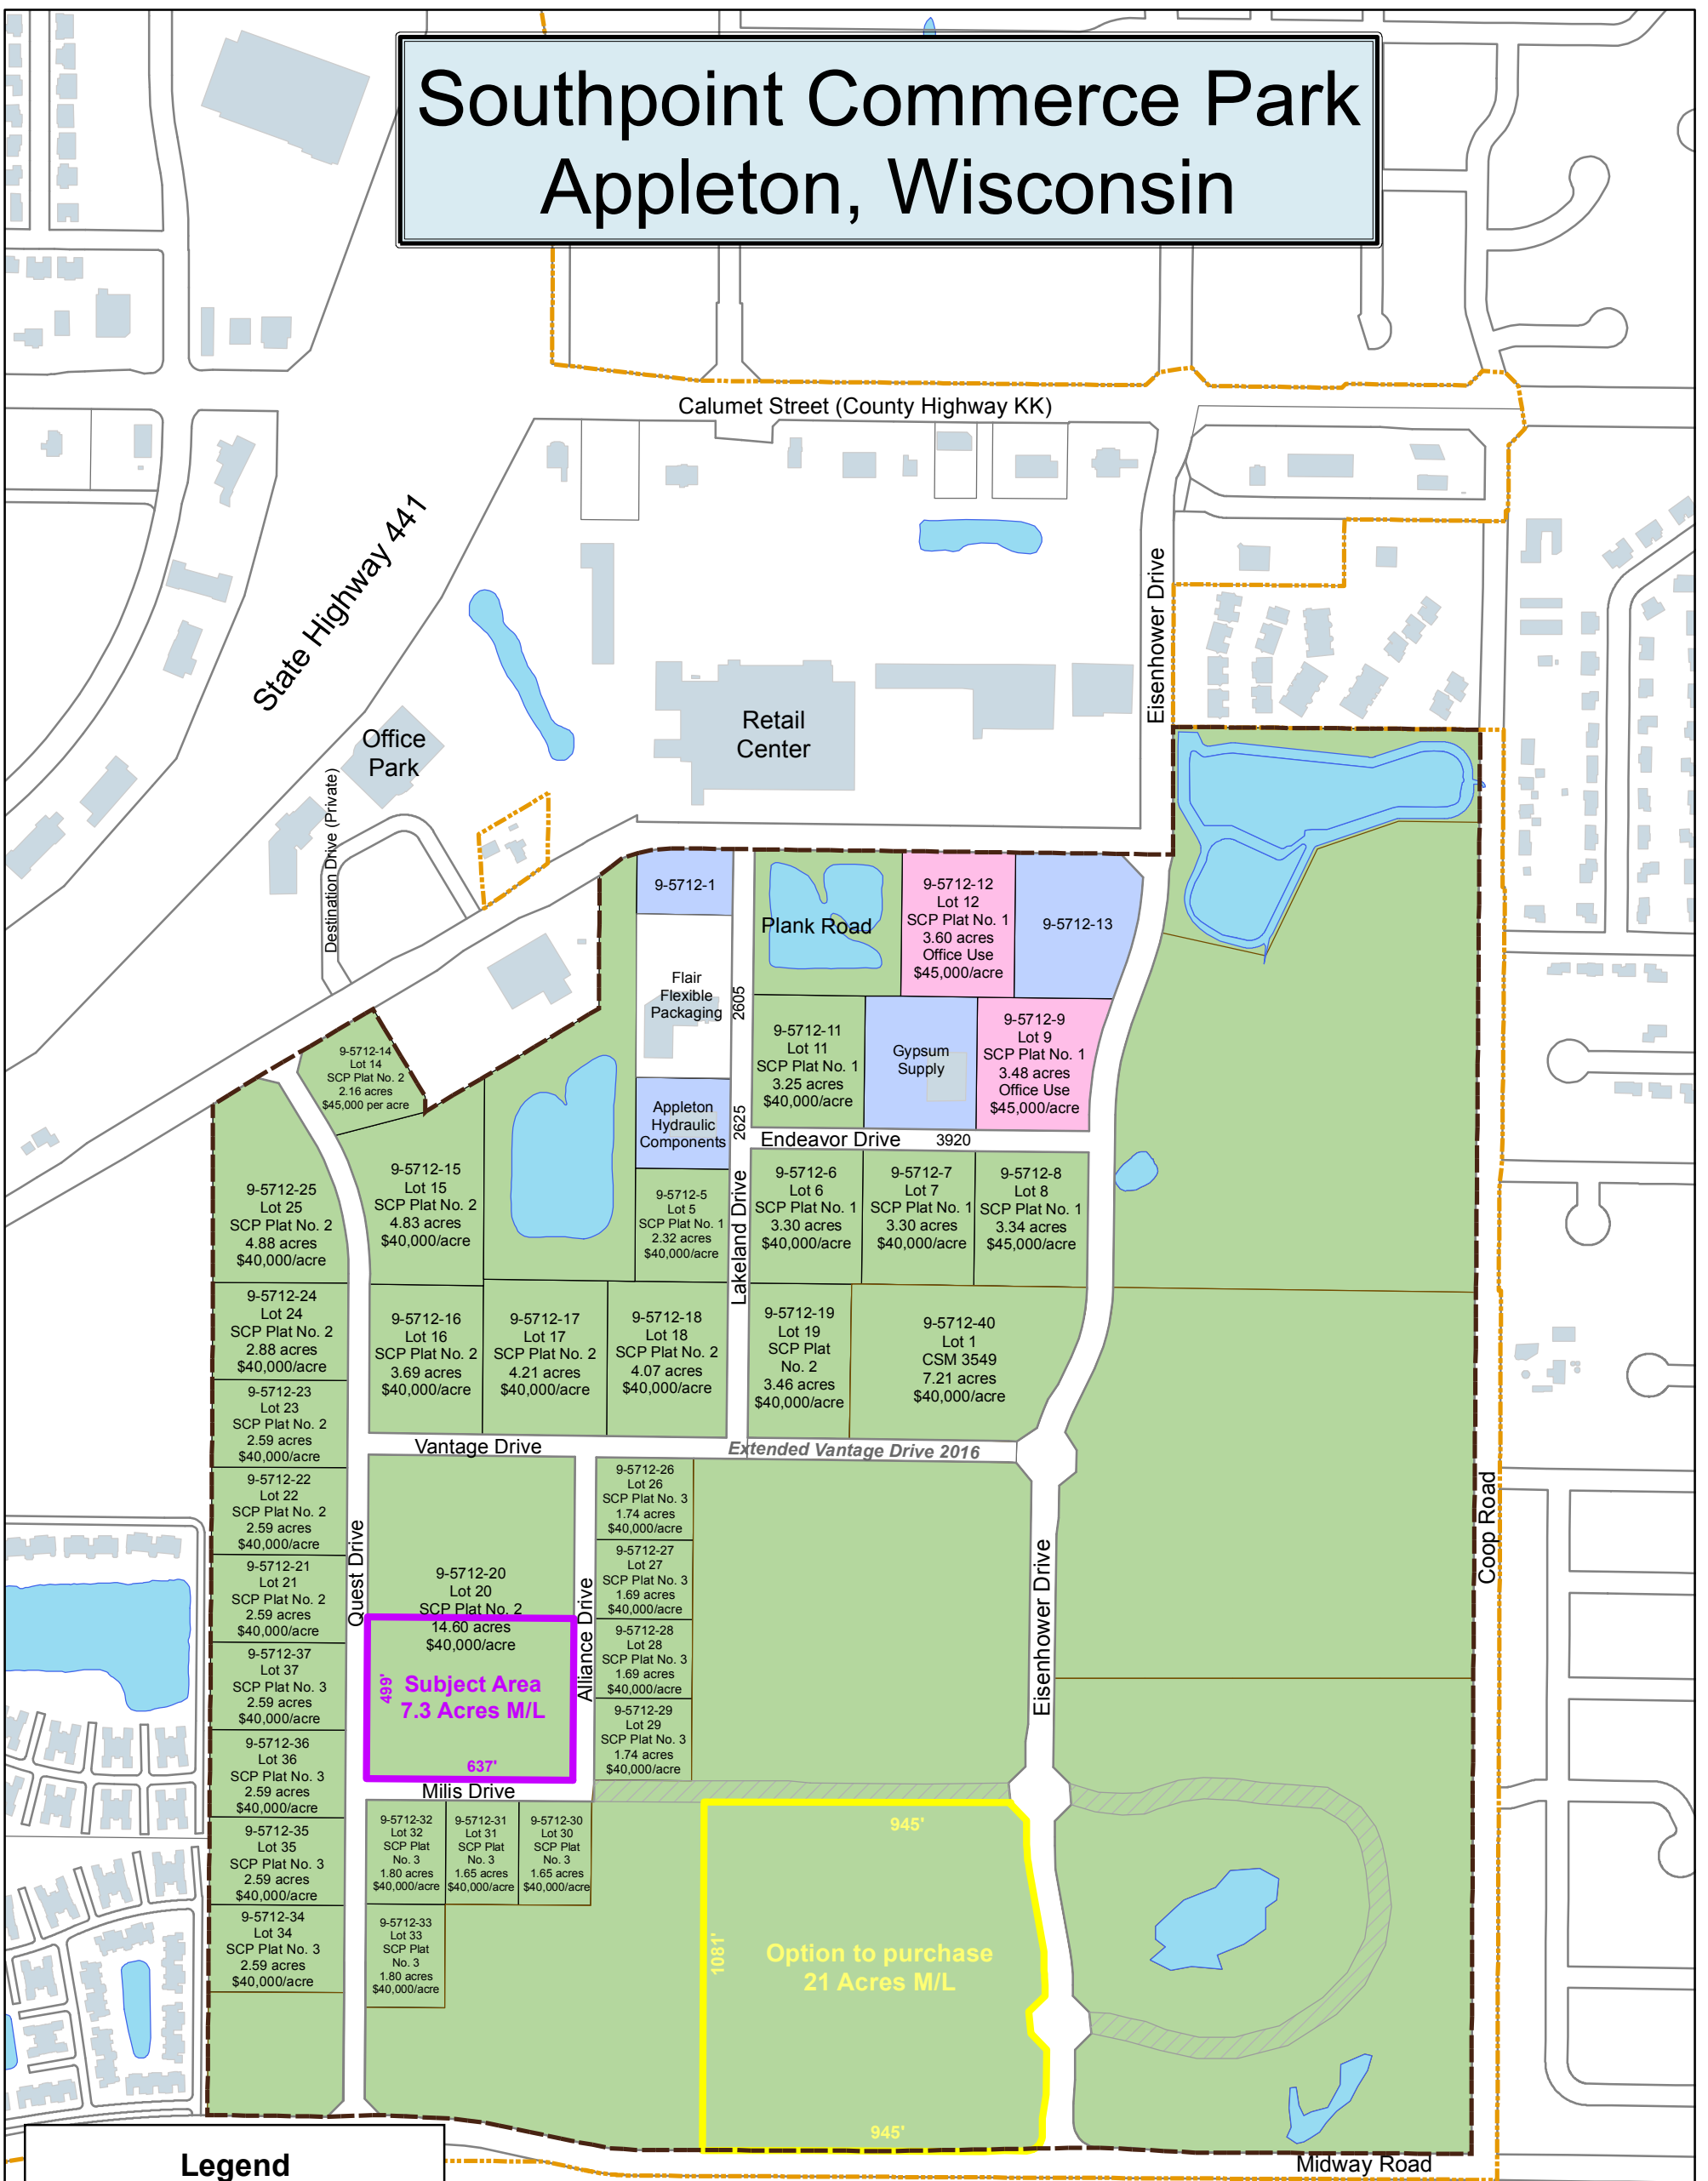 Southpoint Commerce Park
Appleton, Wisconsin
Calumet Street (County Highway KK)
State Highway 441
Eisenhower Drive
Office
Park
Retail
Center
Destination Drive (Private)
9-5712-1
Plank Road
9-5712-12
Lot 12
SCP Plat No. 1
3.60 acres
Office Use
$45,000/acre
9-5712-13
Flair
Flexible
Packaging
2605
9-5712-11
Lot 11
SCP Plat No. 1
3.25 acres
$40,000/acre
Gypsum
Supply
9-5712-9
Lot 9
SCP Plat No. 1
3.48 acres
Office Use
$45,000/acre
9-5712-14
Lot 14
SCP Plat No. 2
2.16 acres
$45,000 per acre
Appleton
Hydraulic
Components
2625
Endeavor Drive
3920
9-5712-25
Lot 25
SCP Plat No. 2
4.88 acres
$40,000/acre
9-5712-15
Lot 15
SCP Plat No. 2
4.83 acres
$40,000/acre
9-5712-5
Lot 5
SCP Plat No. 1
2.32 acres
$40,000/acre
Lakeland Drive
9-5712-6
Lot 6
SCP Plat No. 1
3.30 acres
$40,000/acre
9-5712-7
Lot 7
SCP Plat No. 1
3.30 acres
$40,000/acre
9-5712-8
Lot 8
SCP Plat No. 1
3.34 acres
$45,000/acre
9-5712-24
Lot 24
SCP Plat No. 2
2.88 acres
$40,000/acre
9-5712-16
Lot 16
SCP Plat No. 2
3.69 acres
$40,000/acre
9-5712-17
Lot 17
SCP Plat No. 2
4.21 acres
$40,000/acre
9-5712-18
Lot 18
SCP Plat No. 2
4.07 acres
$40,000/acre
9-5712-19
Lot 19
SCP Plat
No. 2
3.46 acres
$40,000/acre
9-5712-40
Lot 1
CSM 3549
7.21 acres
$40,000/acre
9-5712-23
Lot 23
SCP Plat No. 2
2.59 acres
$40,000/acre
Vantage Drive
Extended Vantage Drive 2016
9-5712-22
Lot 22
SCP Plat No. 2
2.59 acres
$40,000/acre
9-5712-26
Lot 26
SCP Plat No. 3
1.74 acres
$40,000/acre
Coop Road
Quest Drive
9-5712-21
Lot 21
SCP Plat No. 2
2.59 acres
$40,000/acre
9-5712-20
Lot 20
SCP Plat No. 2
14.60 acres
$40,000/acre
Alliance Drive
9-5712-27
Lot 27
SCP Plat No. 3
1.69 acres
$40,000/acre
Eisenhower Drive
9-5712-37
Lot 37
SCP Plat No. 3
2.59 acres
$40,000/acre
499'
Subject Area
7.3 Acres M/L
637'
9-5712-28
Lot 28
SCP Plat No. 3
1.69 acres
$40,000/acre
9-5712-29
Lot 29
SCP Plat No. 3
1.74 acres
$40,000/acre
9-5712-36
Lot 36
SCP Plat No. 3
2.59 acres
$40,000/acre
Milis Drive
9-5712-35
Lot 35
SCP Plat No. 3
2.59 acres
$40,000/acre
9-5712-32
Lot 32
SCP Plat
No. 3
1.80 acres
$40,000/acre
9-5712-31
Lot 31
SCP Plat
No. 3
1.65 acres
$40,000/acre
9-5712-30
Lot 30
SCP Plat
No. 3
1.65 acres
$40,000/acre
945'
9-5712-34
Lot 34
SCP Plat No. 3
2.59 acres
$40,000/acre
9-5712-33
Lot 33
SCP Plat
No. 3
1.80 acres
$40,000/acre
1081'
Option to purchase
21 Acres M/L
945'
Midway Road
Legend